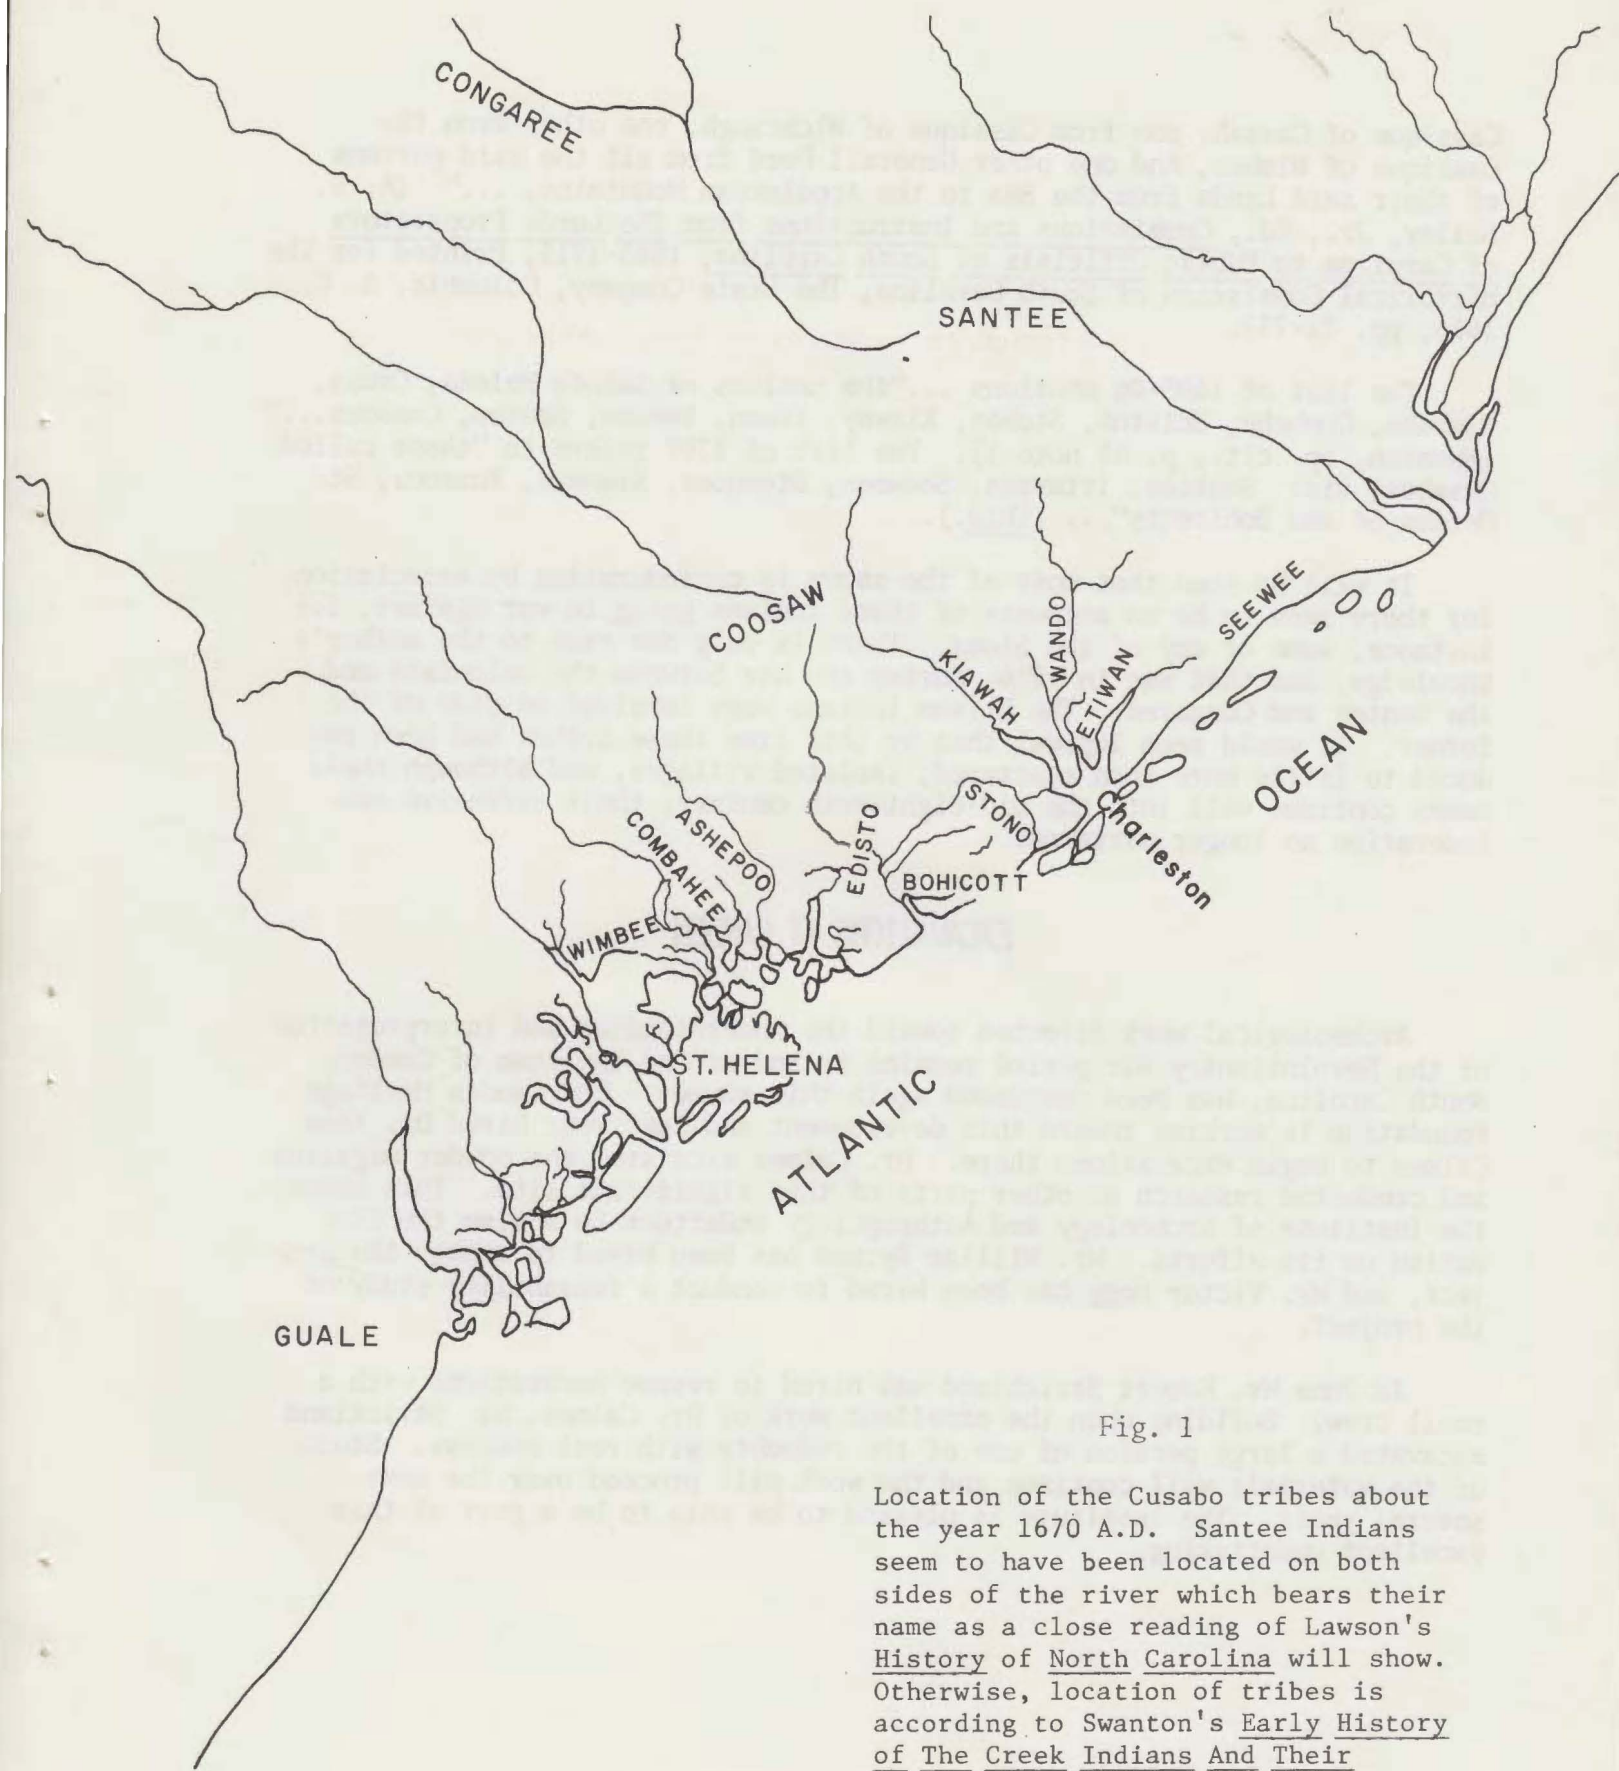 CONGAREE
SANTEE
COOSAW
KIAWAH
WANDO
ETIWAN
SEEWEE
OCEAN
STONO
Charleston
EDISTO
BOHICOTT
ASHEPOO
COMBAHEE
WIMBEE
ST. HELENA
ATLANTIC
GUALE
Fig. 1
Location of the Cusabo tribes about
the year 1670 A.D. Santee Indians
seem to have been located on both
sides of the river which bears their
name as a close reading of Lawson's
History of North Carolina will show.
Otherwise, location of tribes is
according to Swanton's Early History
of The Creek Indians And Their